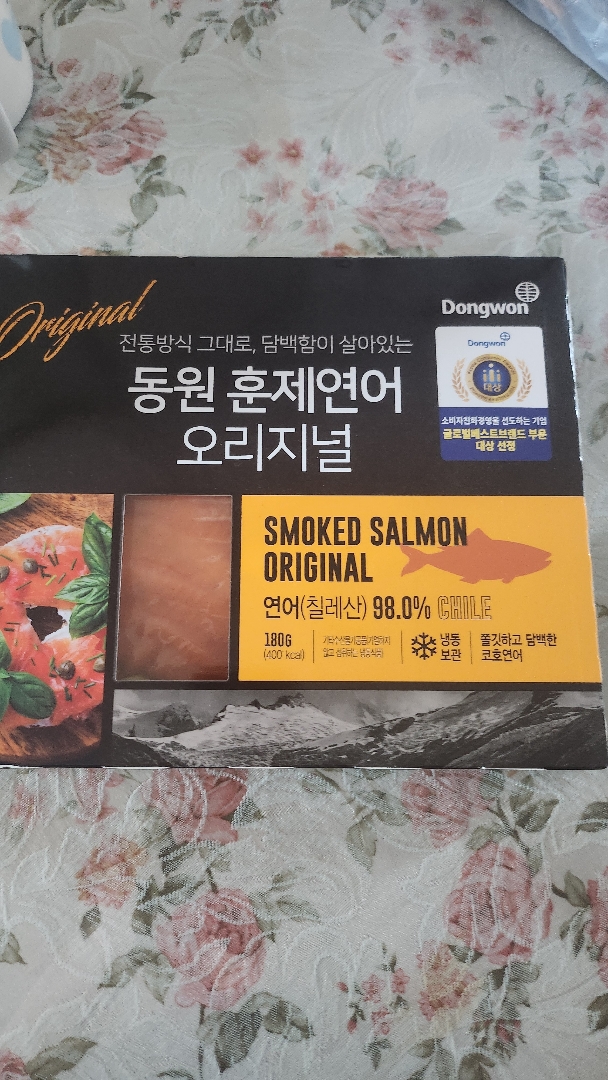 Original
Dongwon
전통방식 그대로, 담백함이 살아있는
동원 훈제연어
오리지널
Dongwon
대상
소비자친화경영을 선도하는 기업
글로벌베스트브랜드 부문
대상 선정
SMOKED SALMON
ORIGINAL
연어(칠레산) 98.0% CHILE
180G
(400 kcal)
냉동
보관
쫄깃하고 담백한
코호연어